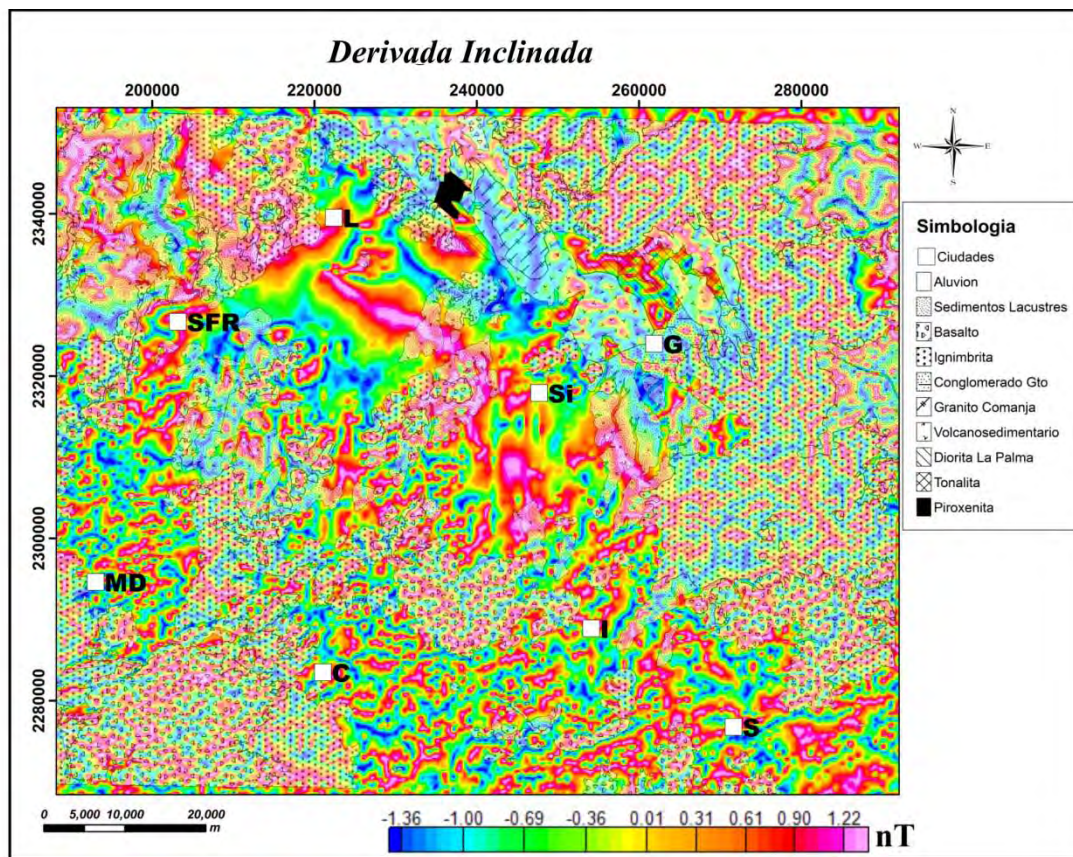 Derivada Inclinada
200000 220000 240000 260000 280000
N
W E
S
2340000
2320000
2300000
2280000
L
SFR
G
Si
MD
I
C
S
Simbologia
Ciudades
Aluvion
Sedimentos Lacustres
Basalto
Ignimbrita
Conglomerado Gto
Granito Comanja
Volcanosedimentario
Diorita La Palma
Tonalita
Piroxenita
0 5,000 10,000 20,000
m
-1.36 -1.00 -0.69 -0.36 0.01 0.31 0.61 0.90 1.22 nT